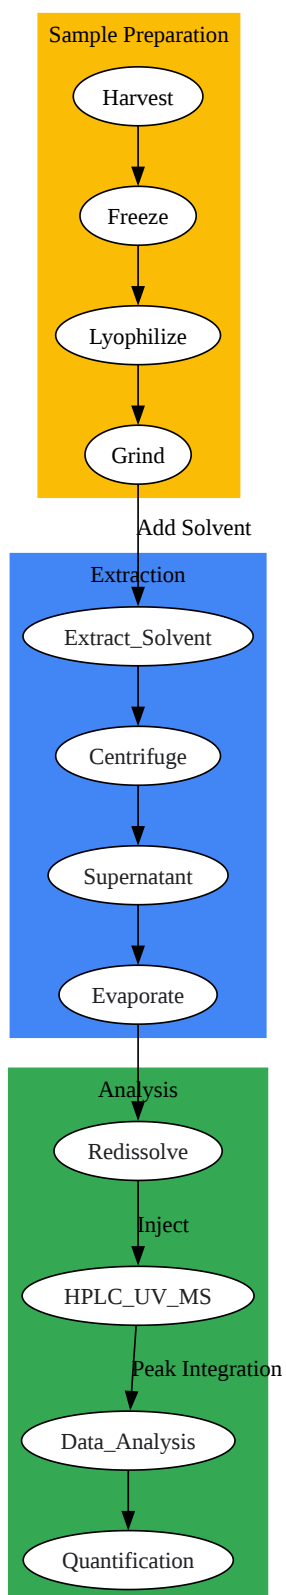 Sample Preparation
Harvest
Freeze
Lyophilize
Grind
Add Solvent
Extraction
Extract_Solvent
Centrifuge
Supernatant
Evaporate
Analysis
Redissolve
Inject
HPLC_UV_MS
Peak Integration
Data_Analysis
Quantification